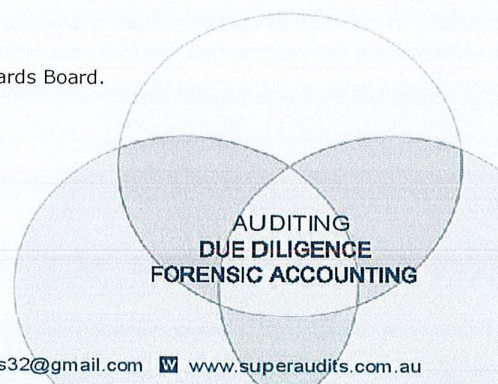 ards Board.
AUDITING
DUE DILIGENCE
FORENSIC ACCOUNTING
s32@gmail.com W www.superaudits.com.au